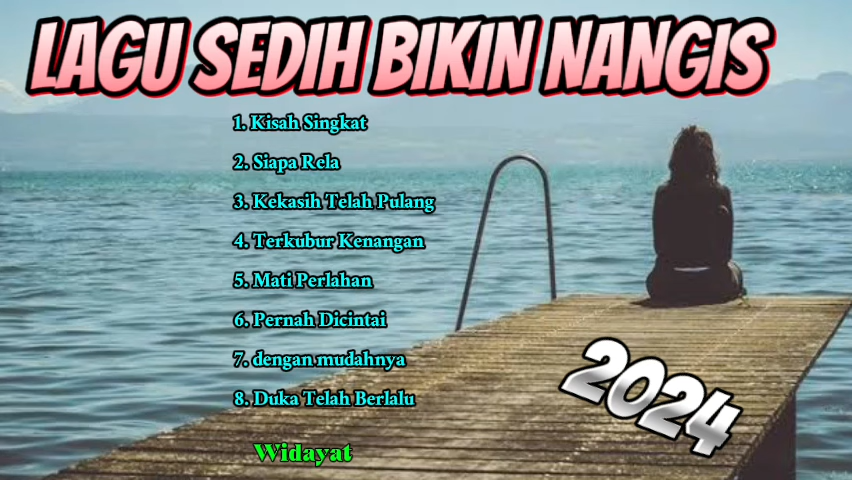 LAGU SEDIH BIKIN NANGIS
1. Kisah Singkat
2. Siapa Rela
3. Kekasih Telah Pulang
4. Terkubur Kenangan
5. Mati Perlahan
6. Pernah Dicintai
7. dengan mudahnya
8. Duka Telah Berlalu
2024
Widayat